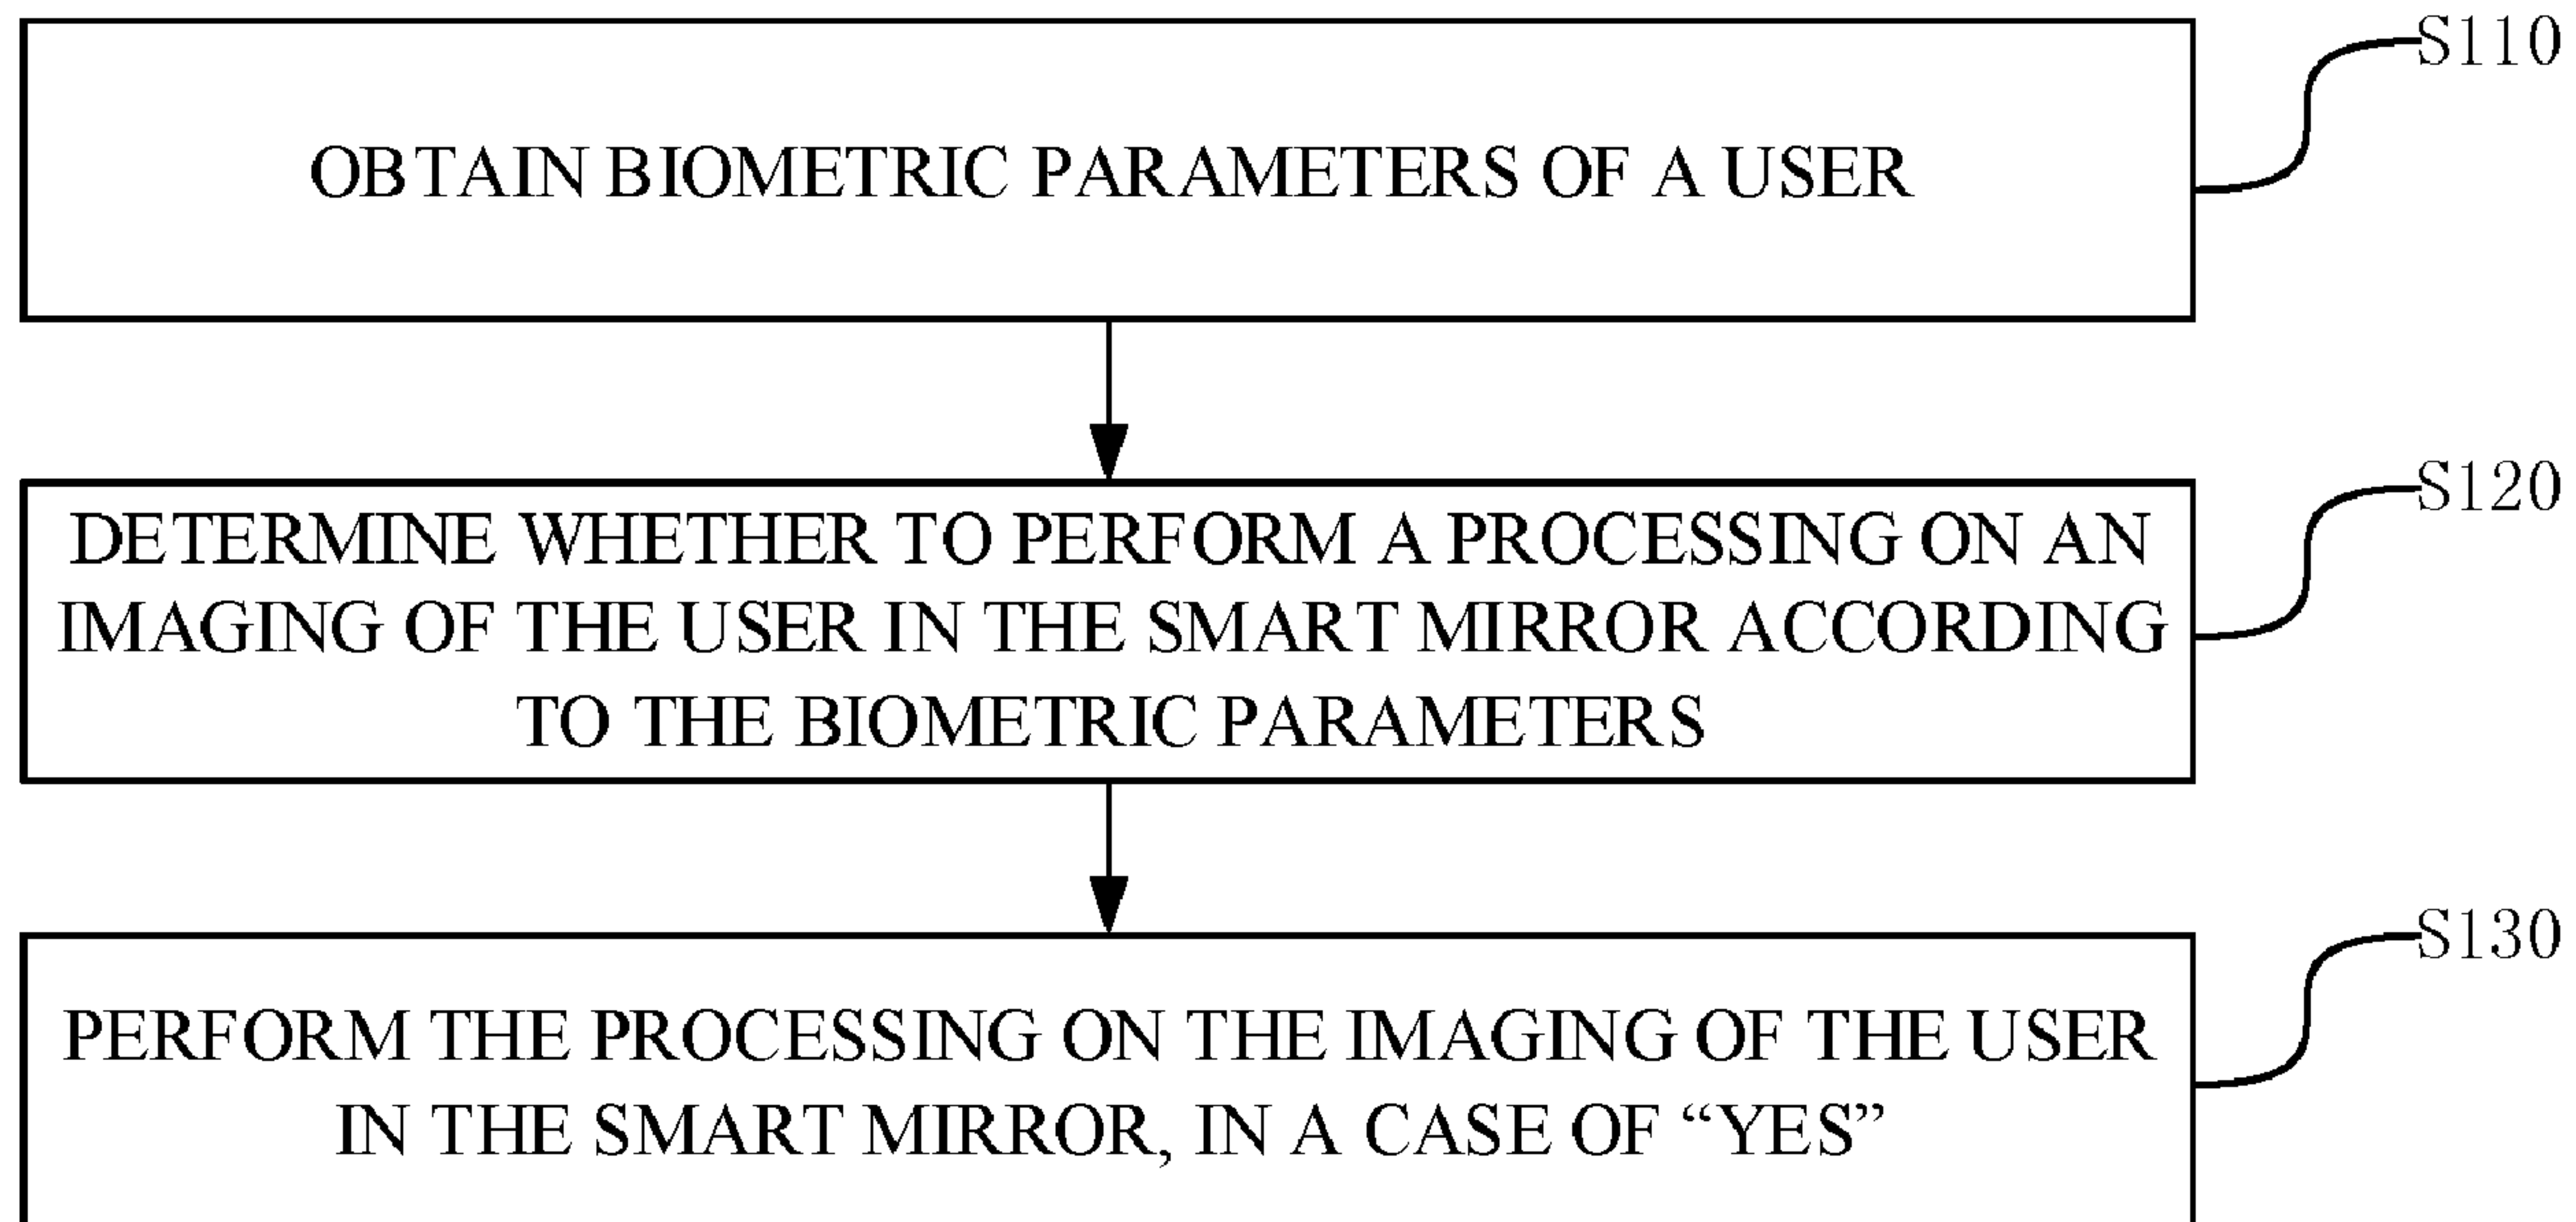 S110
OBTAIN BIOMETRIC PARAMETERS OF A USER
S120
DETERMINE WHETHER TO PERFORM A PROCESSING ON AN
IMAGING OF THE USER IN THE SMART MIRROR ACCORDING
TO THE BIOMETRIC PARAMETERS
S130
PERFORM THE PROCESSING ON THE IMAGING OF THE USER
IN THE SMART MIRROR, IN A CASE OF “YES”